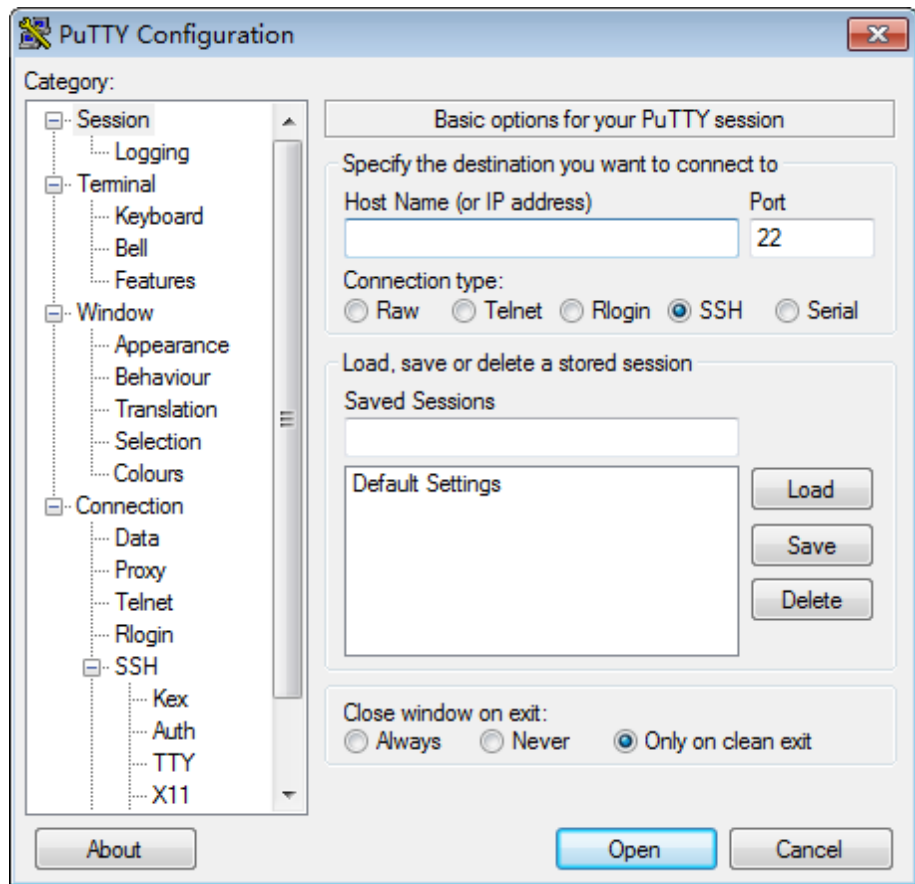 PuTTY Configuration
Category:
Session
Logging
Terminal
Keyboard
Bell
Features
Window
Appearance
Behaviour
Translation
Selection
Colours
Connection
Data
Proxy
Telnet
Rlogin
SSH
Kex
Auth
TTY
X11
Basic options for your PuTTY session
Specify the destination you want to connect to
Host Name (or IP address) Port
22
Connection type:
Raw Telnet Rlogin SSH Serial
Load, save or delete a stored session
Saved Sessions
Default Settings
Load
Save
Delete
Close window on exit:
Always Never Only on clean exit
About Open Cancel